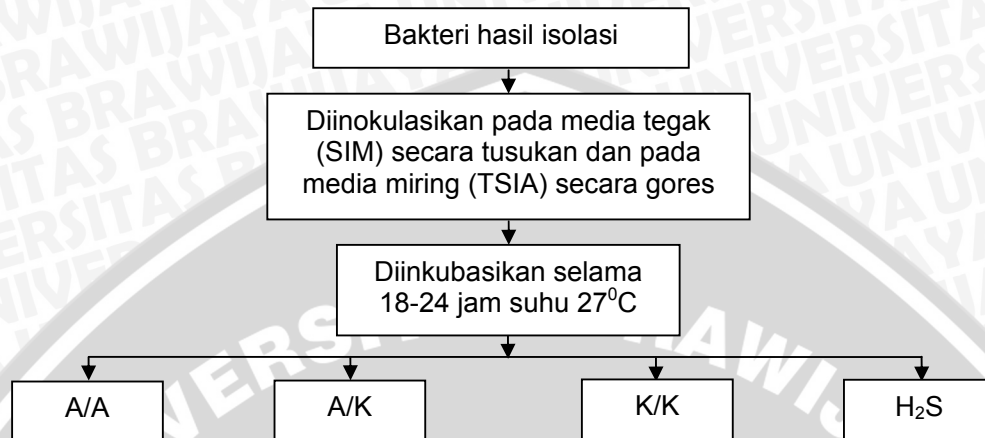 Bakteri hasil isolasi
Diinokulasikan pada media tegak
(SIM) secara tusukan dan pada
media miring (TSIA) secara gores
Diinkubasikan selama
18-24 jam suhu 27⁰C
A/A
A/K
K/K
H₂S